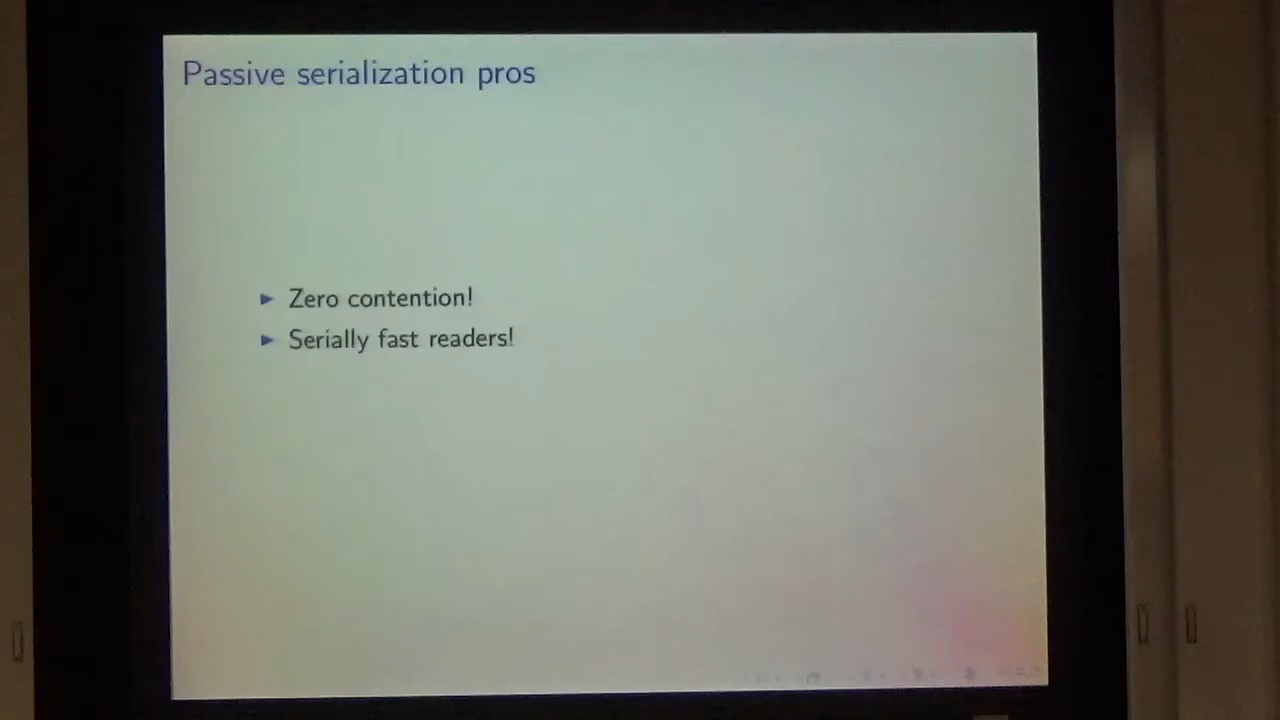 Passive serialization pros
► Zero contention!
► Serially fast readers!